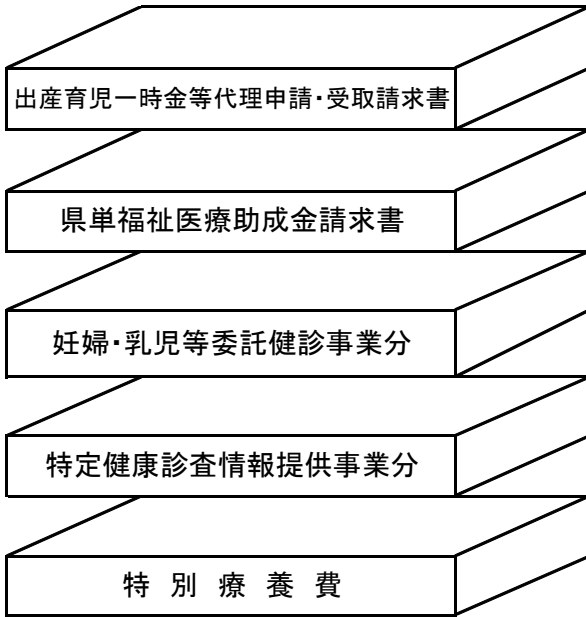 出産育児一時金等代理申請・受取請求書
県単福祉医療助成金請求書
妊婦・乳児等委託健診事業分
特定健康診査情報提供事業分
特別療養費